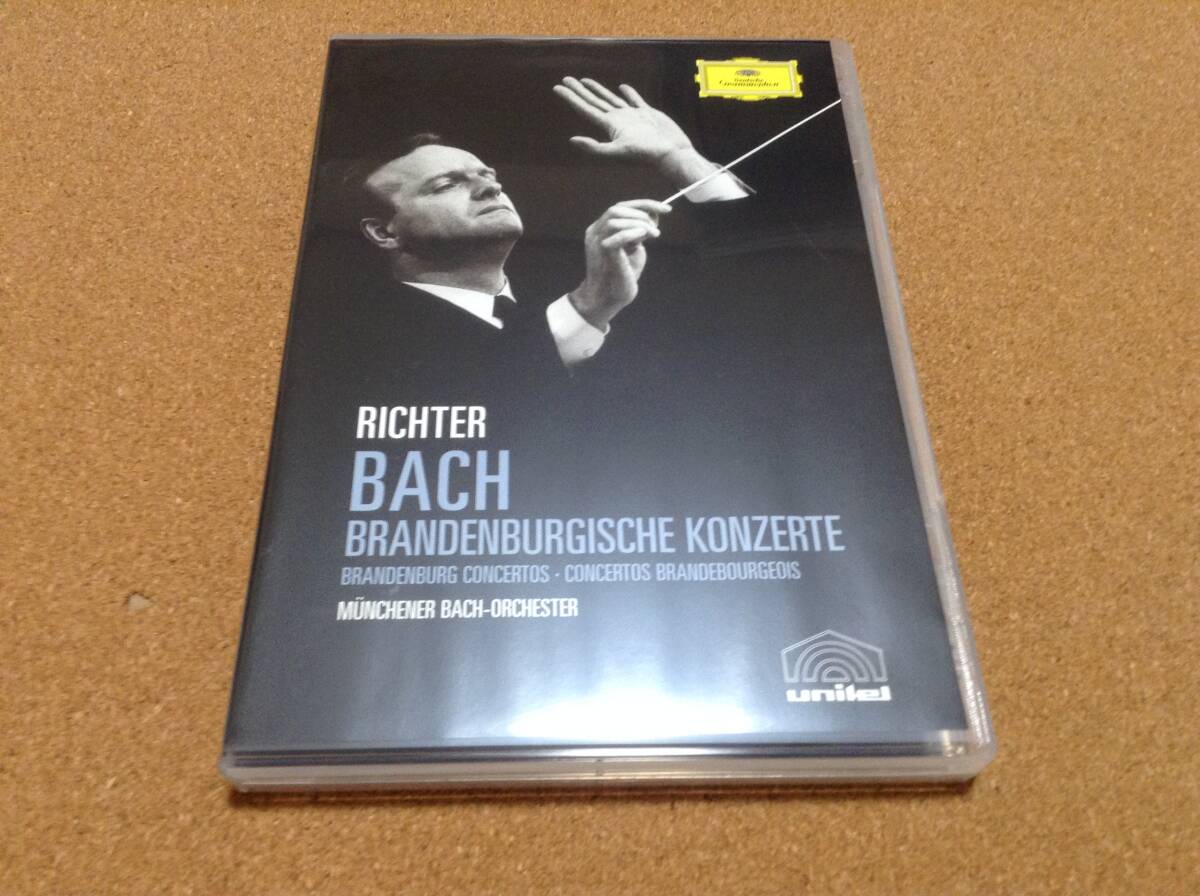 Deutsche
Grammophon
RICHTER
BACH
BRANDENBURGISCHE KONZERTE
BRANDENBURG CONCERTOS · CONCERTOS BRANDEBOURGEOIS
MÜNCHENER BACH-ORCHESTER
unitel